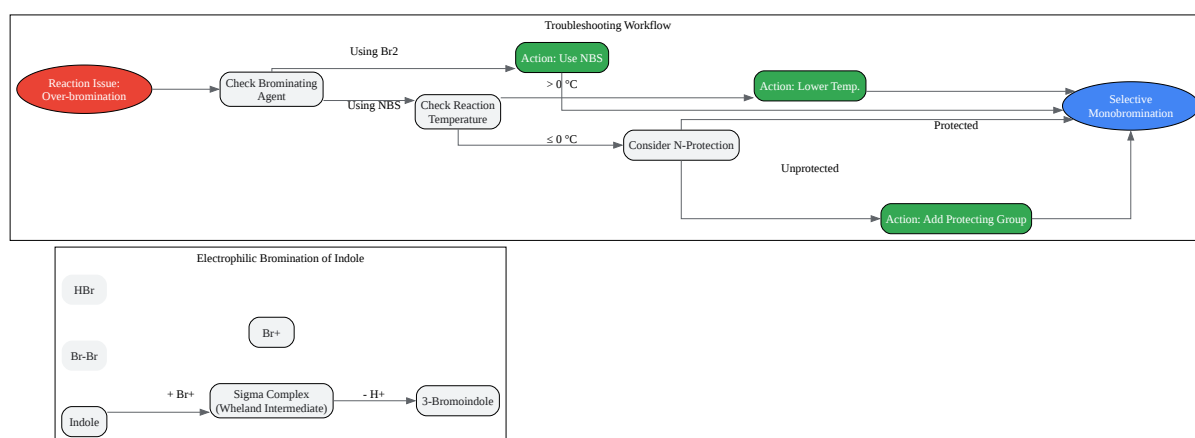 Troubleshooting Workflow
Using Br2
Reaction Issue:
Over-bromination
Check Brominating
Agent
Action: Use NBS
> 0 °C
Using NBS
Check Reaction
Temperature
Action: Lower Temp.
Selective
Monobromination
≤ 0 °C
Consider N-Protection
Protected
Unprotected
Action: Add Protecting Group
Electrophilic Bromination of Indole
HBr
Br+
Br-Br
Indole
+ Br+
Sigma Complex
(Wheland Intermediate)
- H+
3-Bromoindole